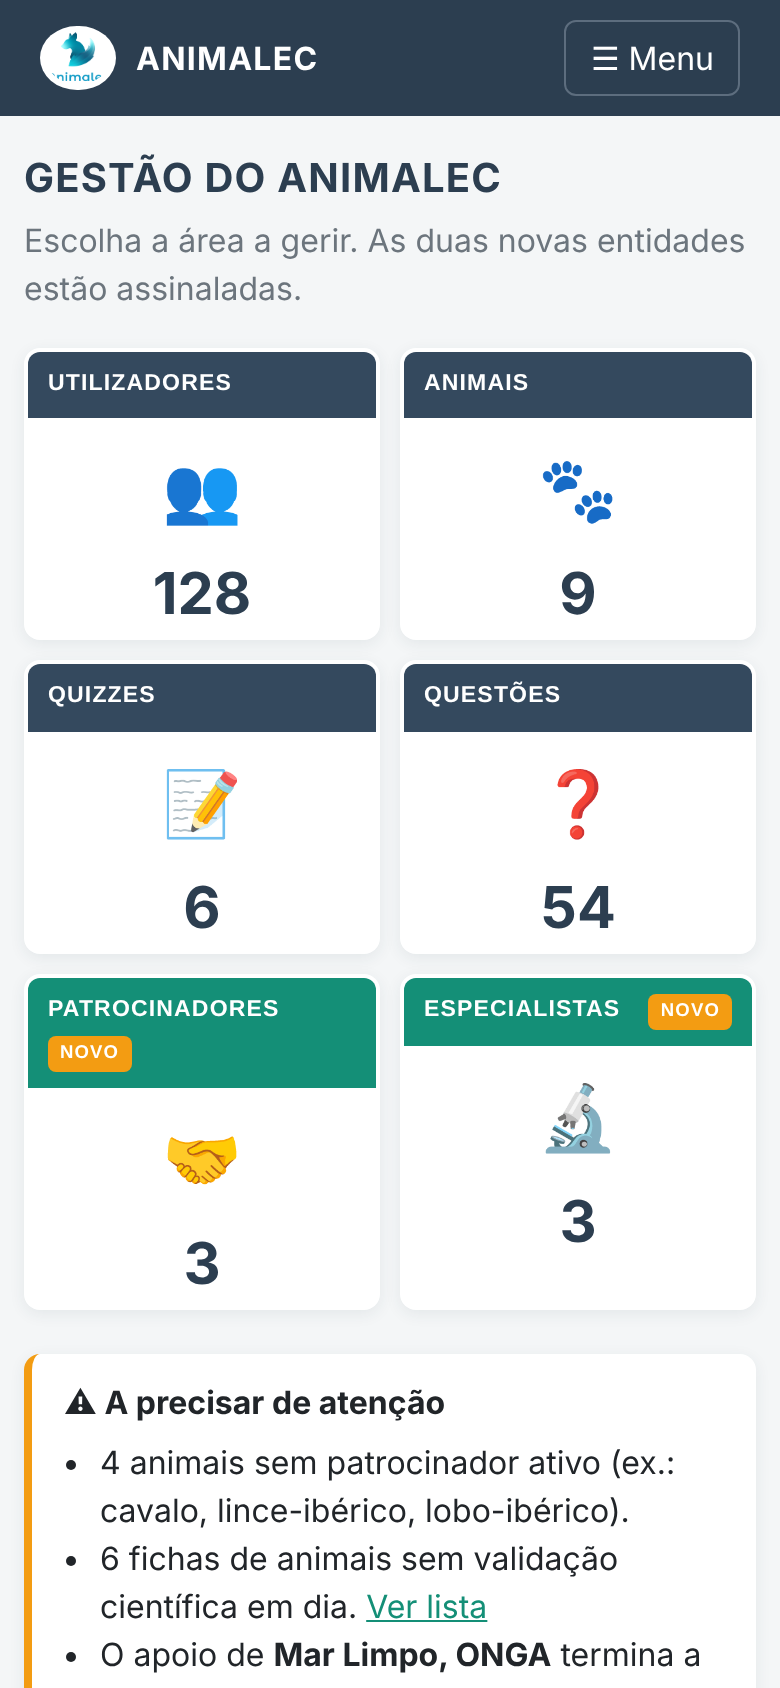 nimale
ANIMALEC
☰ Menu
GESTÃO DO ANIMALEC
Escolha a área a gerir. As duas novas entidades
estão assinaladas.
UTILIZADORES
128
ANIMAIS
9
QUIZZES
6
QUESTÕES
54
PATROCINADORES
NOVO
3
ESPECIALISTAS NOVO
3
⚠ A precisar de atenção
• 4 animais sem patrocinador ativo (ex.:
cavalo, lince-ibérico, lobo-ibérico).
• 6 fichas de animais sem validação
científica em dia. Ver lista
• O apoio de Mar Limpo, ONGA termina a